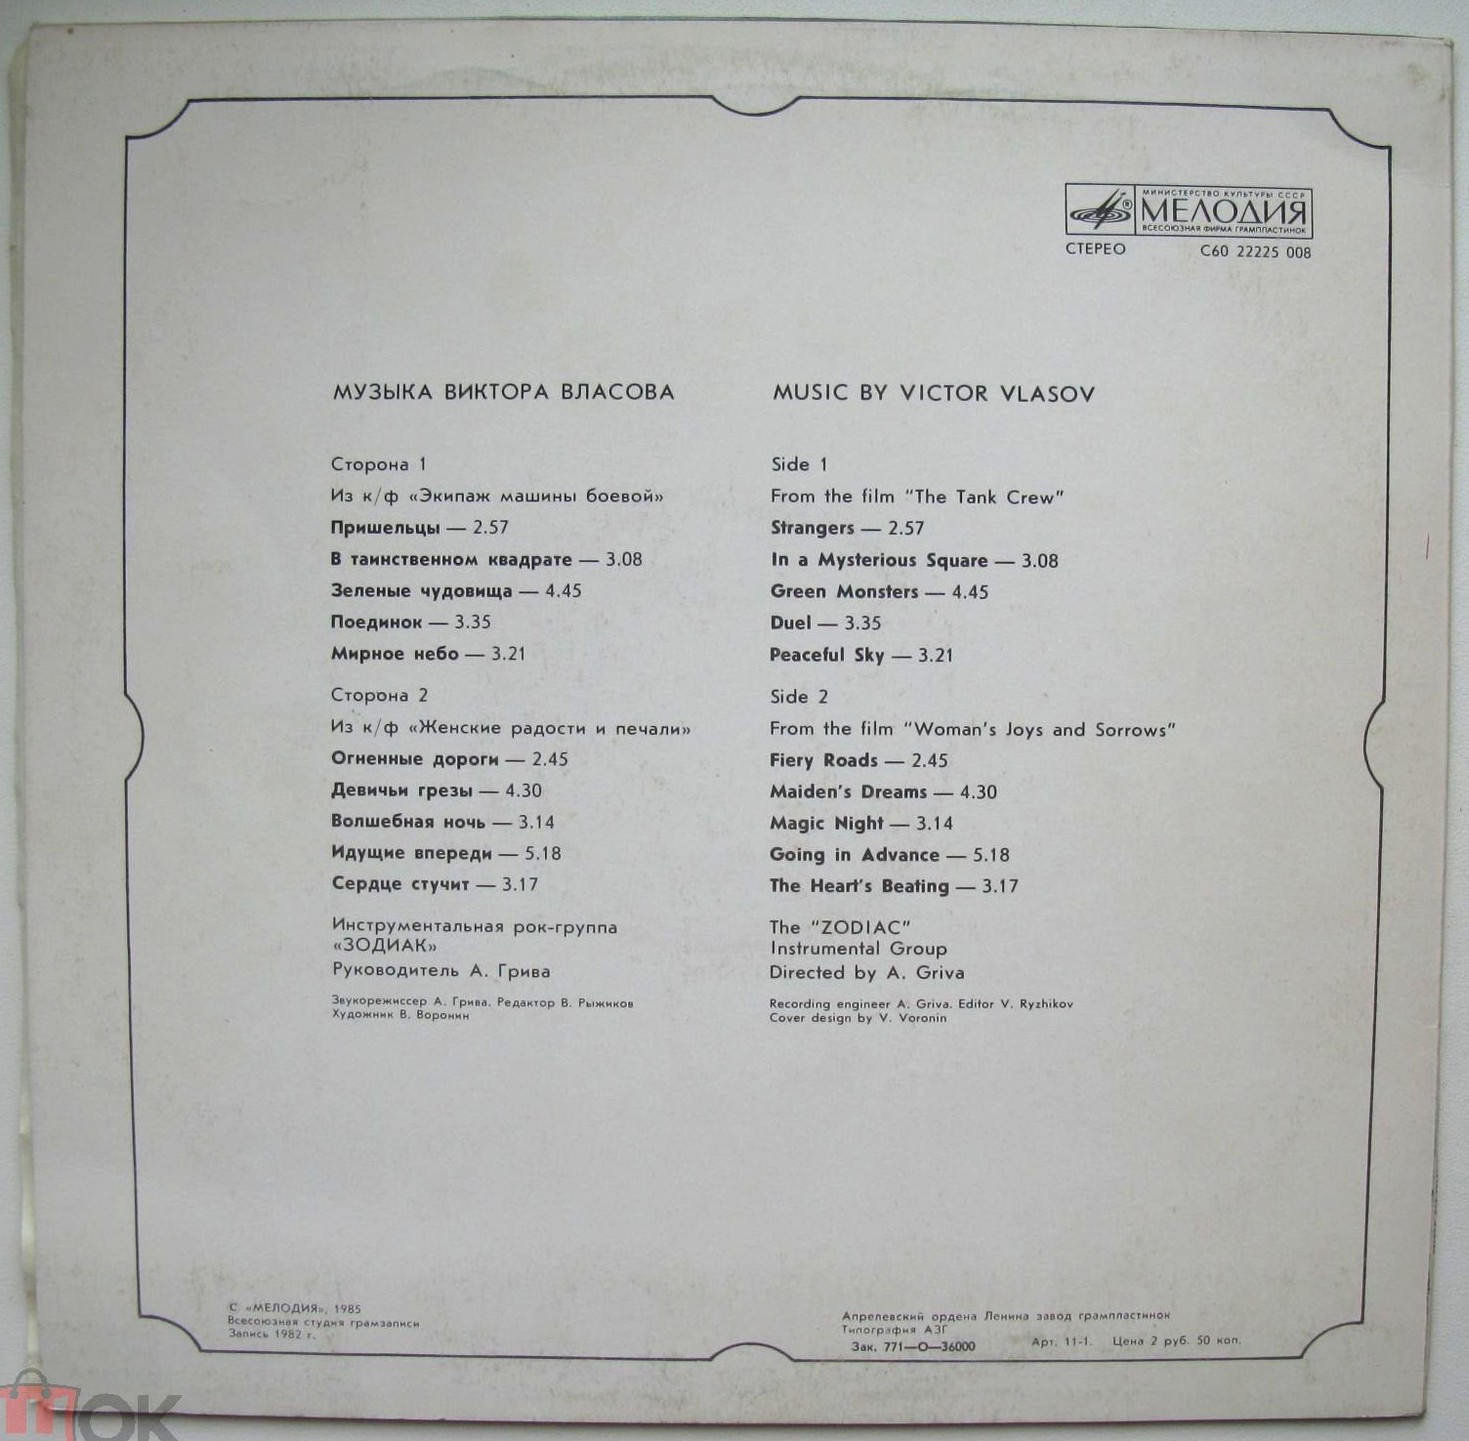 МИНИСТЕРСТВО КУЛЬТУРЫ СССР
МЕЛОДИЯ
ВСЕСОЮЗНАЯ ФИРМА ГРАМПЛАСТИНОК
СТЕРЕО С60 22225 008
МУЗЫКА ВИКТОРА ВЛАСОВА
Сторона 1
Из к/ф «Экипаж машины боевой»
Пришельцы — 2.57
В таинственном квадрате — 3.08
Зеленые чудовища — 4.45
Поединок — 3.35
Мирное небо — 3.21
Сторона 2
Из к/ф «Женские радости и печали»
Огненные дороги — 2.45
Девичьи грезы — 4.30
Волшебная ночь — 3.14
Идущие впереди — 5.18
Сердце стучит — 3.17
Инструментальная рок-группа
«ЗОДИАК»
Руководитель А. Грива
Звукорежиссер А. Грива. Редактор В. Рыжиков
Художник В. Воронин
MUSIC BY VICTOR VLASOV
Side 1
From the film "The Tank Crew"
Strangers — 2.57
In a Mysterious Square — 3.08
Green Monsters — 4.45
Duel — 3.35
Peaceful Sky — 3.21
Side 2
From the film "Woman's Joys and Sorrows"
Fiery Roads — 2.45
Maiden's Dreams — 4.30
Magic Night — 3.14
Going in Advance — 5.18
The Heart's Beating — 3.17
The "ZODIAC"
Instrumental Group
Directed by A. Griva
Recording engineer A. Griva. Editor V. Ryzhikov
Cover design by V. Voronin
С «МЕЛОДИЯ», 1985
Всесоюзная студия грамзаписи
Запись 1982 г.
Апрелевский ордена Ленина завод грампластинок
Типография АЗГ
Зак. 771—О—36000 Арт. 11-1. Цена 2 руб. 50 коп.
МОК